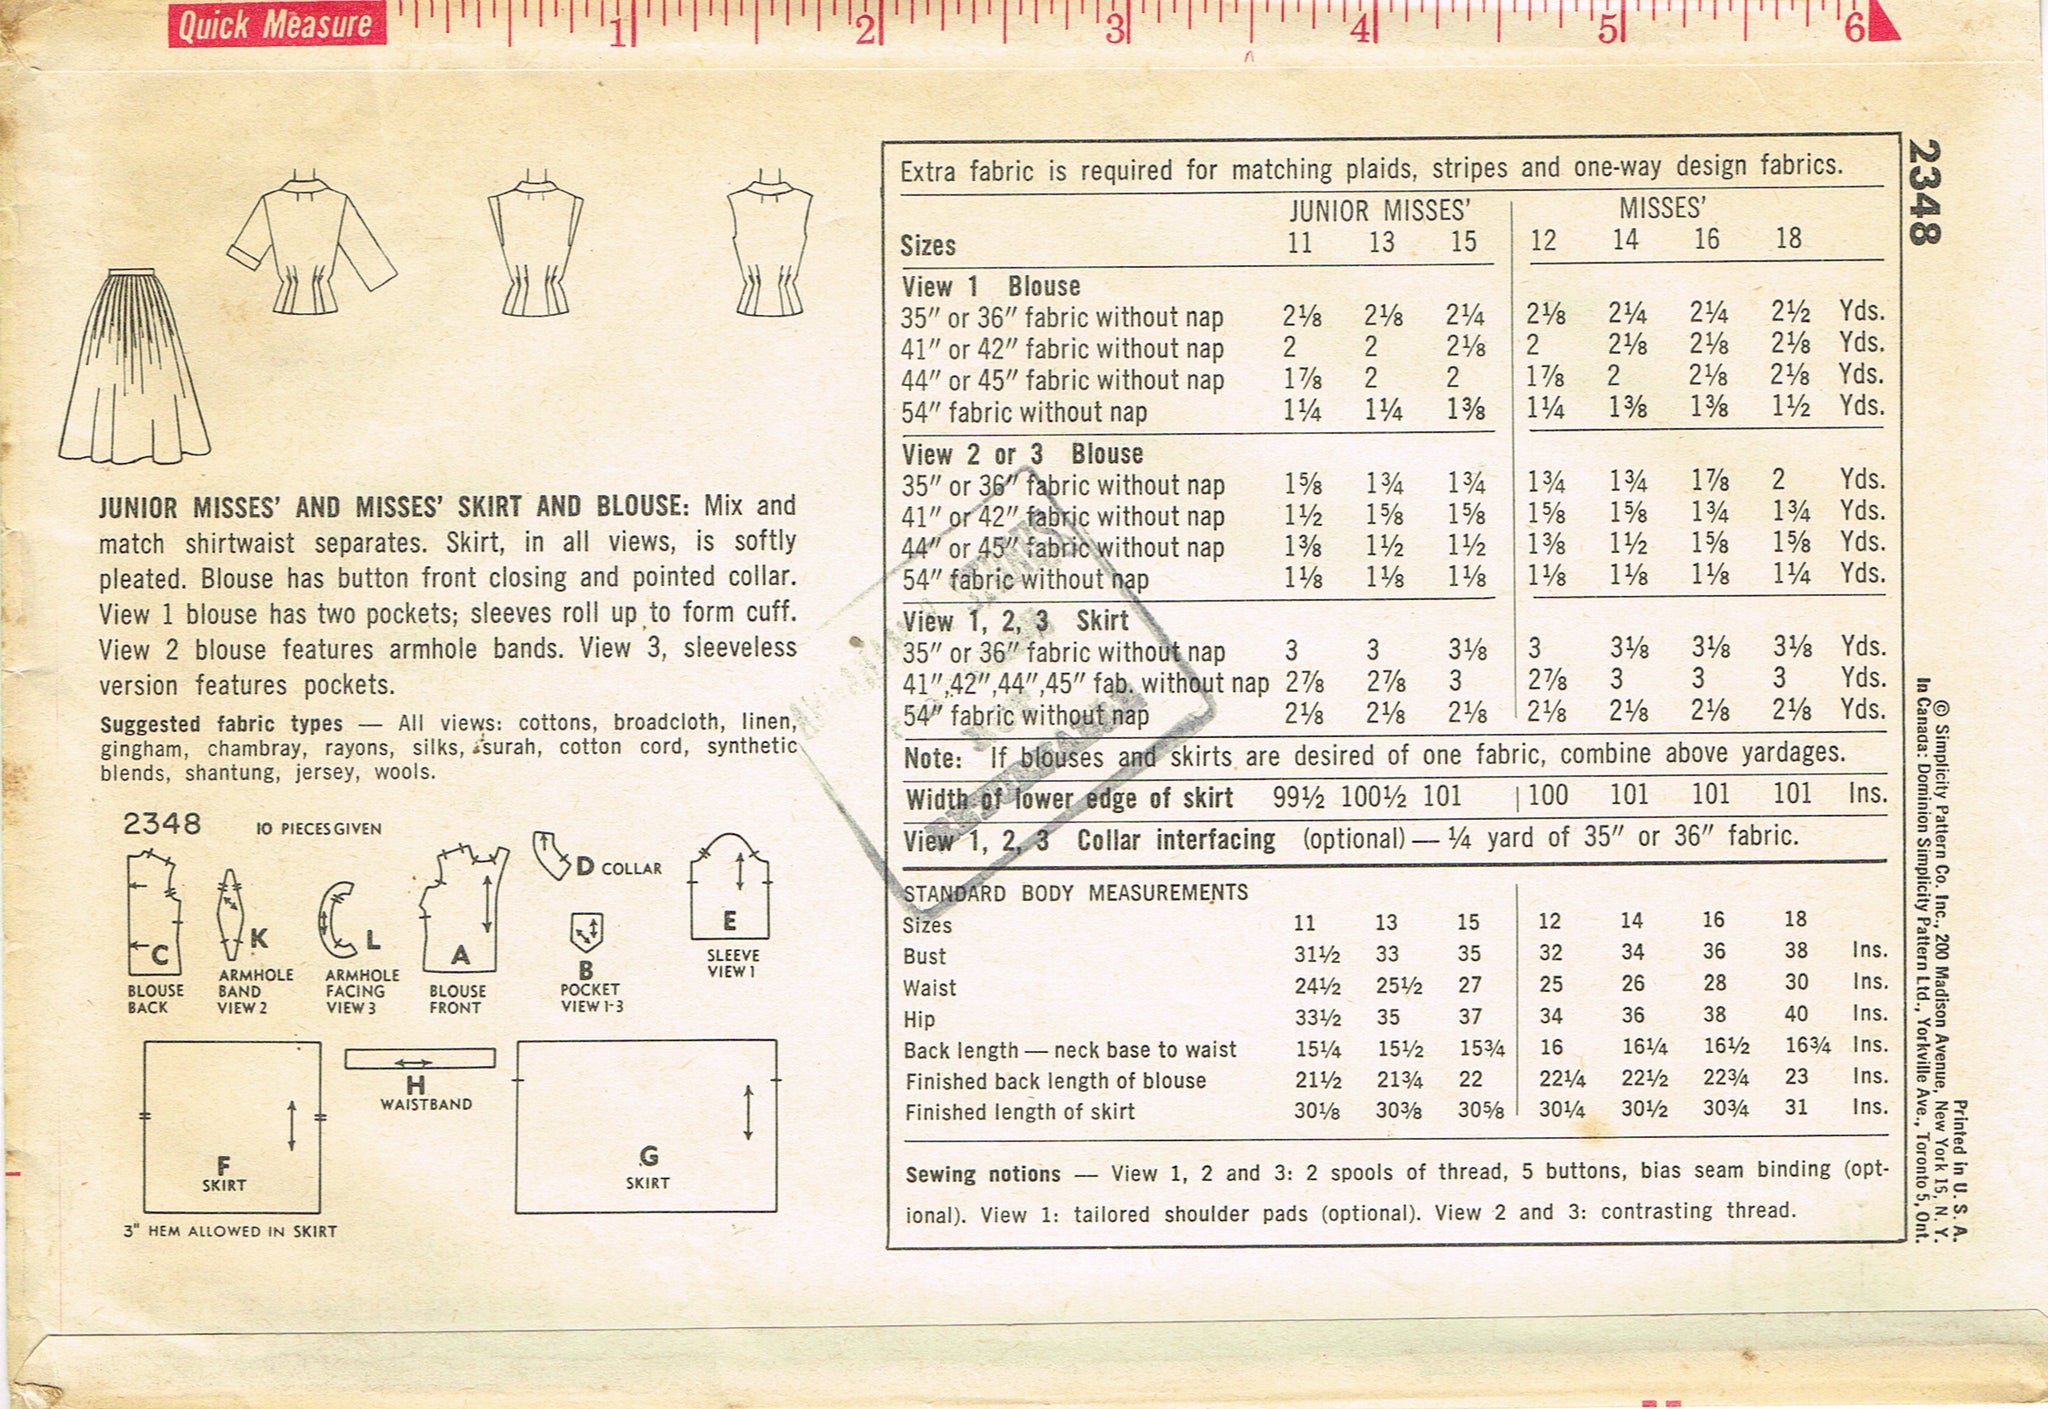 Quick Measure 1 2 3 4 5 6
JUNIOR MISSES' AND MISSES' SKIRT AND BLOUSE: Mix and
match shirtwaist separates. Skirt, in all views, is softly
pleated. Blouse has button front closing and pointed collar.
View 1 blouse has two pockets; sleeves roll up to form cuff.
View 2 blouse features armhole bands. View 3, sleeveless
version features pockets.
Suggested fabric types — All views: cottons, broadcloth, linen,
gingham, chambray, rayons, silks, surah, cotton cord, synthetic
blends, shantung, jersey, wools.
2348 10 PIECES GIVEN
C
BLOUSE
BACK
K
ARMHOLE
BAND
VIEW 2
L
ARMHOLE
FACING
VIEW 3
A
BLOUSE
FRONT
D COLLAR
B
POCKET
VIEW 1-3
E
SLEEVE
VIEW 1
F
SKIRT
H
WAISTBAND
G
SKIRT
3" HEM ALLOWED IN SKIRT
Extra fabric is required for matching plaids, stripes and one-way design fabrics.
JUNIOR MISSES' MISSES'
Sizes 11 13 15 12 14 16 18
View 1 Blouse
35" or 36" fabric without nap 2⅛ 2⅛ 2¼ 2⅛ 2¼ 2¼ 2½ Yds.
41" or 42" fabric without nap 2 2 2⅛ 2 2⅛ 2⅛ 2⅛ Yds.
44" or 45" fabric without nap 1⅞ 2 2 1⅞ 2 2⅛ 2⅛ Yds.
54" fabric without nap 1¼ 1¼ 1⅜ 1¼ 1⅜ 1⅜ 1½ Yds.
View 2 or 3 Blouse
35" or 36" fabric without nap 1⅝ 1¾ 1¾ 1¾ 1¾ 1⅞ 2 Yds.
41" or 42" fabric without nap 1½ 1⅝ 1⅝ 1⅝ 1⅝ 1¾ 1¾ Yds.
44" or 45" fabric without nap 1⅜ 1½ 1½ 1⅜ 1½ 1⅝ 1⅝ Yds.
54" fabric without nap 1⅛ 1⅛ 1⅛ 1⅛ 1⅛ 1⅛ 1¼ Yds.
View 1, 2, 3 Skirt
35" or 36" fabric without nap 3 3 3⅛ 3 3⅛ 3⅛ 3⅛ Yds.
41",42",44",45" fab. without nap 2⅞ 2⅞ 3 2⅞ 3 3 3 Yds.
54" fabric without nap 2⅛ 2⅛ 2⅛ 2⅛ 2⅛ 2⅛ 2⅛ Yds.
Note: If blouses and skirts are desired of one fabric, combine above yardages.
Width of lower edge of skirt 99½ 100½ 101 100 101 101 101 Ins.
View 1, 2, 3 Collar interfacing (optional) — ¼ yard of 35" or 36" fabric.
STANDARD BODY MEASUREMENTS
Sizes 11 13 15 12 14 16 18
Bust 31½ 33 35 32 34 36 38 Ins.
Waist 24½ 25½ 27 25 26 28 30 Ins.
Hip 33½ 35 37 34 36 38 40 Ins.
Back length — neck base to waist 15¼ 15½ 15¾ 16 16¼ 16½ 16¾ Ins.
Finished back length of blouse 21½ 21¾ 22 22¼ 22½ 22¾ 23 Ins.
Finished length of skirt 30⅛ 30⅜ 30⅝ 30¼ 30½ 30¾ 31 Ins.
Sewing notions — View 1, 2 and 3: 2 spools of thread, 5 buttons, bias seam binding (opt-
ional). View 1: tailored shoulder pads (optional). View 2 and 3: contrasting thread.
NOT
RETURNABLE
2348
Printed in U. S. A.
© Simplicity Pattern Co. Inc., 200 Madison Avenue, New York 16, N. Y.
In Canada: Dominion Simplicity Pattern Ltd., Yorkville Ave., Toronto 5, Ont.